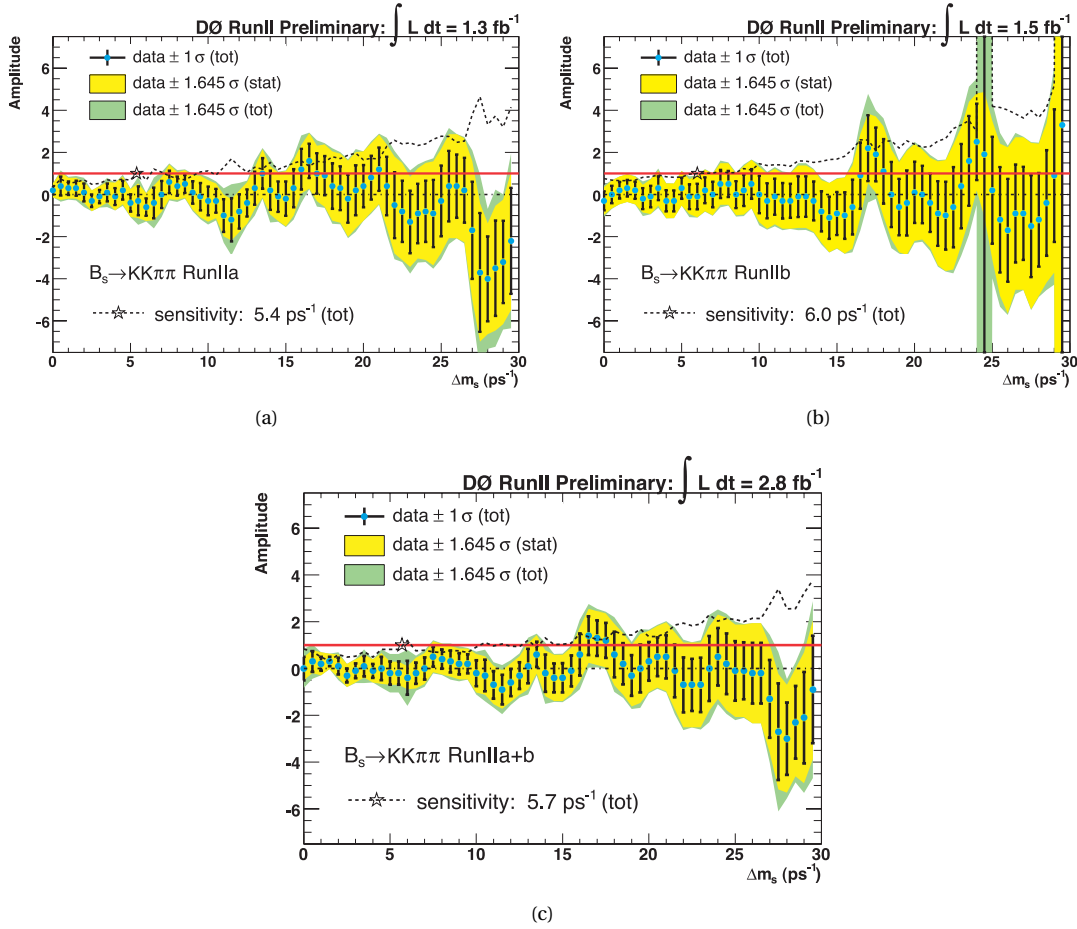 DØ RunII Preliminary: ∫ L dt = 1.3 fb⁻¹
Amplitude
6
4
2
0
-2
-4
-6
data ± 1 σ (tot)
data ± 1.645 σ (stat)
data ± 1.645 σ (tot)
Bₛ→KKππ RunIIa
sensitivity: 5.4 ps⁻¹ (tot)
0 5 10 15 20 25 30
Δmₛ (ps⁻¹)
(a)
DØ RunII Preliminary: ∫ L dt = 1.5 fb⁻¹
Amplitude
6
4
2
0
-2
-4
-6
data ± 1 σ (tot)
data ± 1.645 σ (stat)
data ± 1.645 σ (tot)
Bₛ→KKππ RunIIb
sensitivity: 6.0 ps⁻¹ (tot)
0 5 10 15 20 25 30
Δmₛ (ps⁻¹)
(b)
DØ RunII Preliminary: ∫ L dt = 2.8 fb⁻¹
Amplitude
6
4
2
0
-2
-4
-6
data ± 1 σ (tot)
data ± 1.645 σ (stat)
data ± 1.645 σ (tot)
Bₛ→KKππ RunIIa+b
sensitivity: 5.7 ps⁻¹ (tot)
0 5 10 15 20 25 30
Δmₛ (ps⁻¹)
(c)